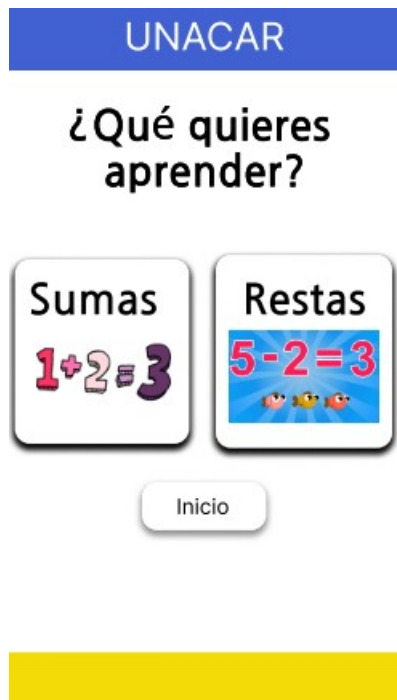 UNACAR
¿Qué quieres
aprender?
Sumas
1+2=3
Restas
5-2=3
Inicio